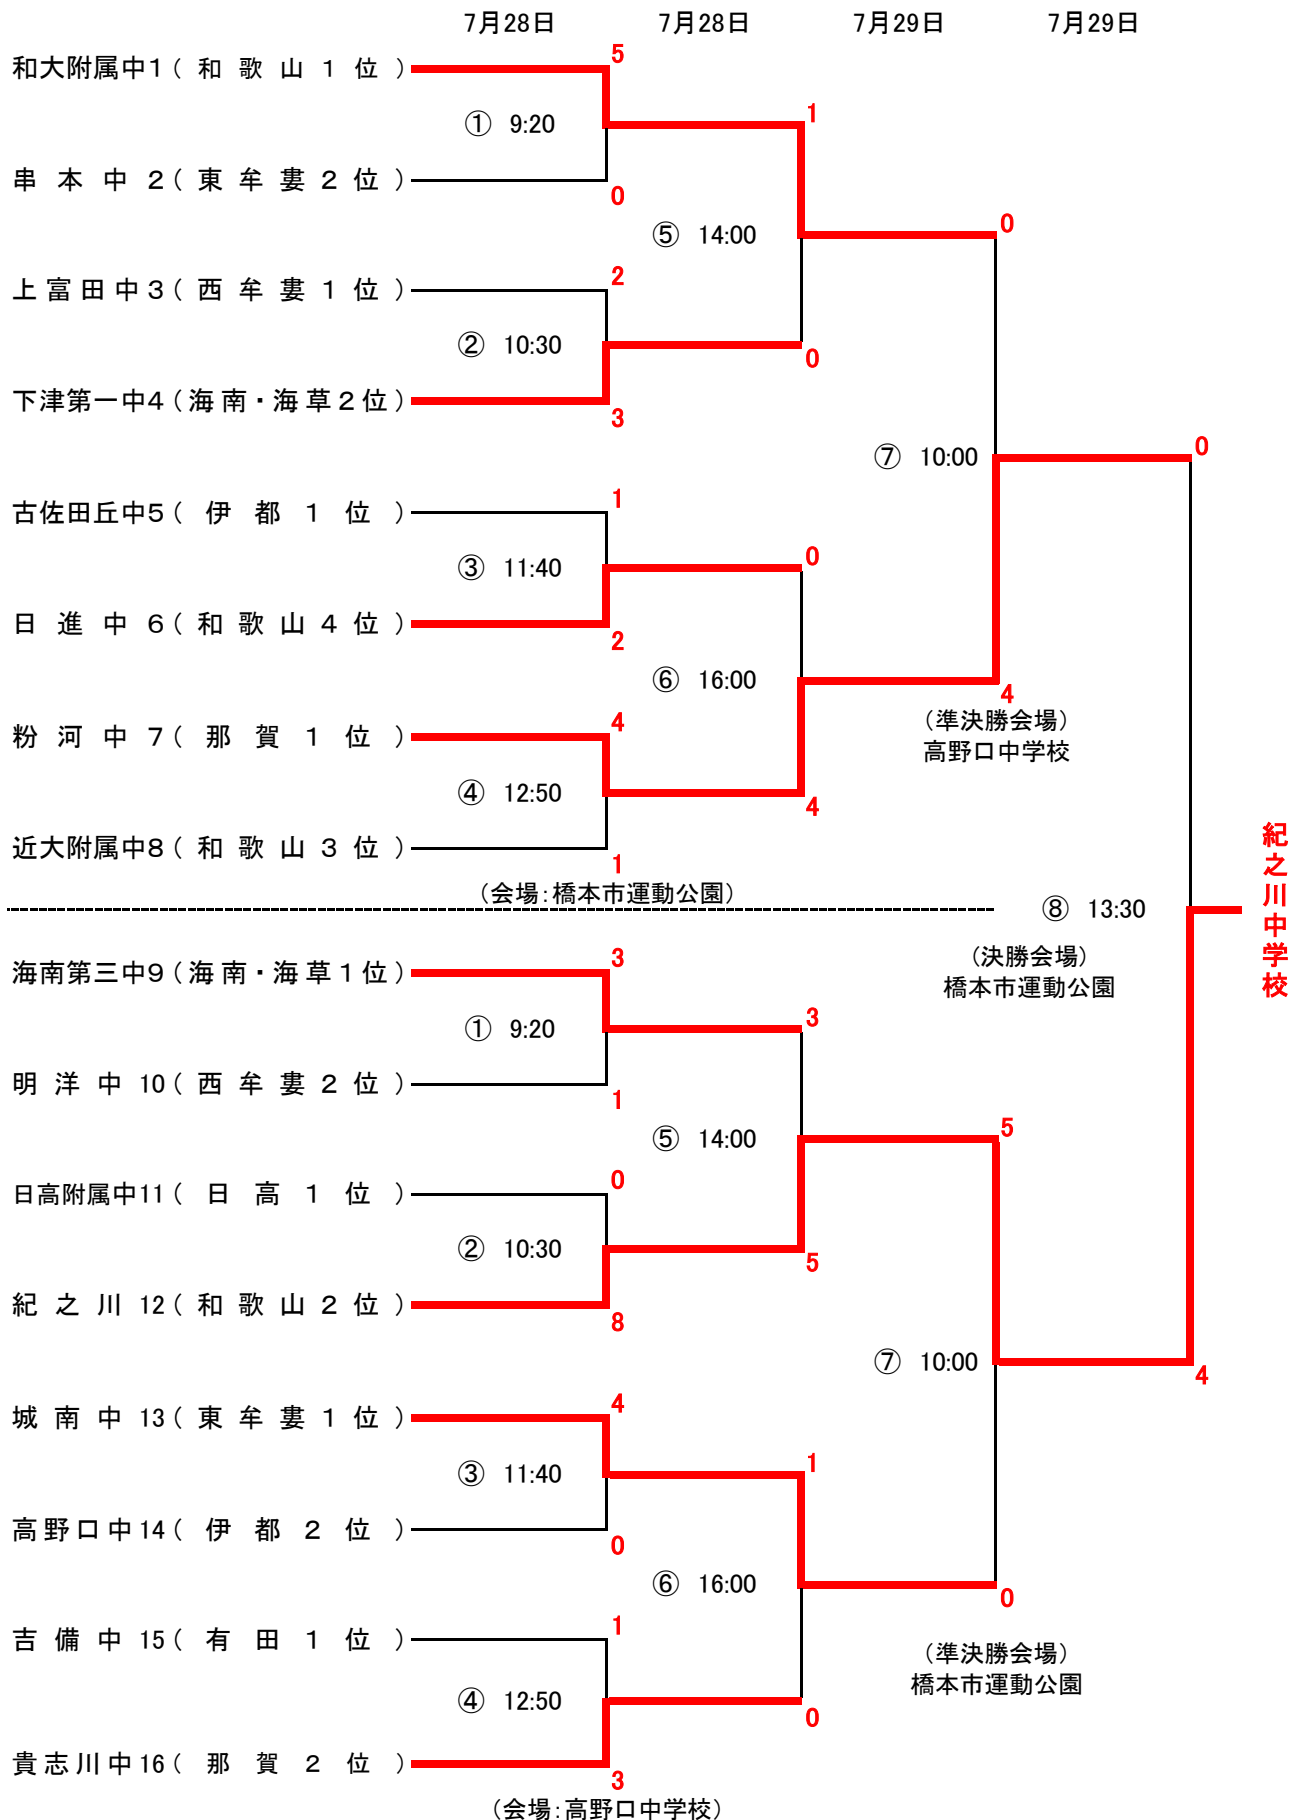 7月28日 7月28日 7月29日 7月29日
5
和大附属中1(和歌山1位)
1
① 9:20
串本中 2(東牟婁2位)
0
0
⑤ 14:00
2
上富田中3(西牟婁1位)
② 10:30
0
下津第一中4(海南・海草2位)
3
0
⑦ 10:00
1
古佐田丘中5(伊都1位)
0
③ 11:40
日進中 6(和歌山4位)
2
⑥ 16:00
4
4
(準決勝会場)
粉河中 7(那賀1位)
高野口中学校
④ 12:50
4
近大附属中8(和歌山3位)
1
(会場:橋本市運動公園)
紀之川中学校
⑧ 13:30
3
(決勝会場)
海南第三中9(海南・海草1位)
橋本市運動公園
3
① 9:20
明洋中 10(西牟婁2位)
1
5
⑤ 14:00
0
日高附属中11(日高1位)
② 10:30
5
紀之川 12(和歌山2位)
8
⑦ 10:00
4
4
城南中 13(東牟婁1位)
1
③ 11:40
高野口中14(伊都2位)
0
⑥ 16:00
0
1
吉備中 15(有田1位)
(準決勝会場)
橋本市運動公園
④ 12:50
0
貴志川中16(那賀2位)
3
(会場:高野口中学校)